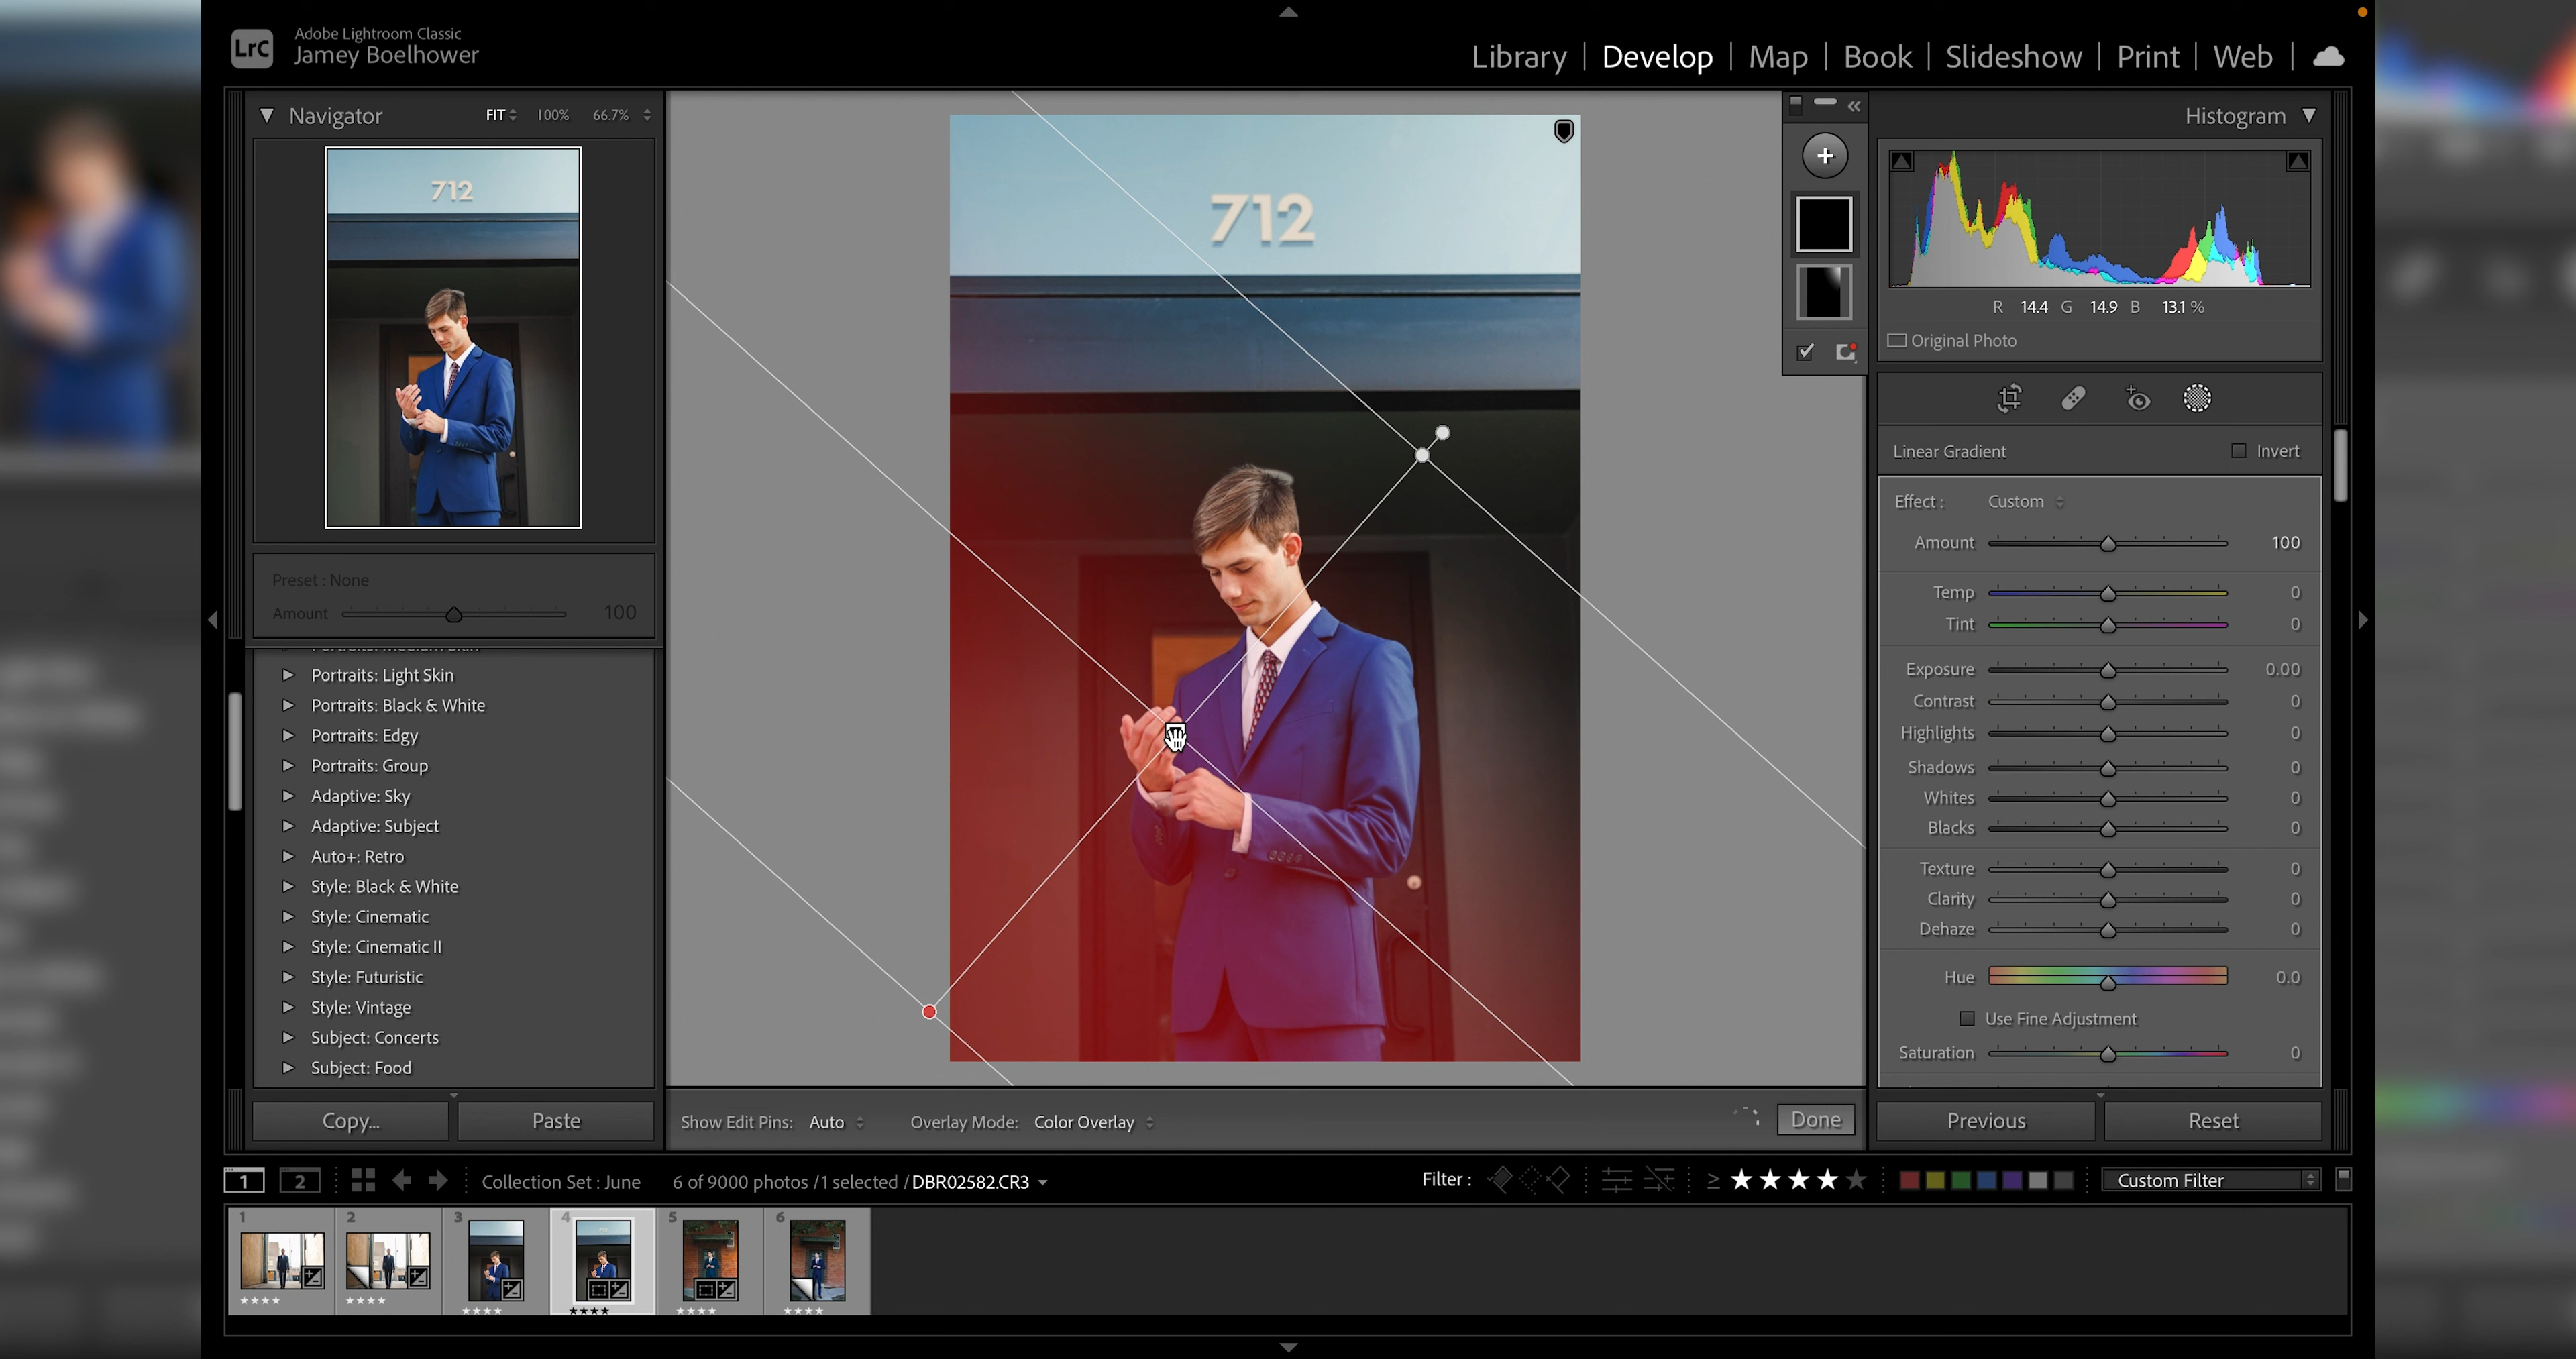 Adobe Lightroom Classic
LrC
Jamey Boelhower
Library | Develop | Map | Book | Slideshow | Print | Web
Navigator FIT 100% 66.7%
712
Preset : None
Amount 100
Portraits: Medium Skin
Portraits: Light Skin
Portraits: Black & White
Portraits: Edgy
Portraits: Group
Adaptive: Sky
Adaptive: Subject
Auto+: Retro
Style: Black & White
Style: Cinematic
Style: Cinematic II
Style: Futuristic
Style: Vintage
Subject: Concerts
Subject: Food
Copy... Paste
712
Show Edit Pins: Auto Overlay Mode: Color Overlay Done
Histogram
R 14.4 G 14.9 B 13.1 %
Original Photo
Linear Gradient Invert
Effect : Custom
Amount 100
Temp 0
Tint 0
Exposure 0.00
Contrast 0
Highlights 0
Shadows 0
Whites 0
Blacks 0
Texture 0
Clarity 0
Dehaze 0
Hue 0.0
Use Fine Adjustment
Saturation 0
Previous Reset
1 2 Collection Set : June 6 of 9000 photos /1 selected /DBR02582.CR3 Filter : ≥ ★★★★★ Custom Filter
1 2 3 4 5 6
★★★★ ★★★★ ★★★★ ★★★★ ★★★★ ★★★★